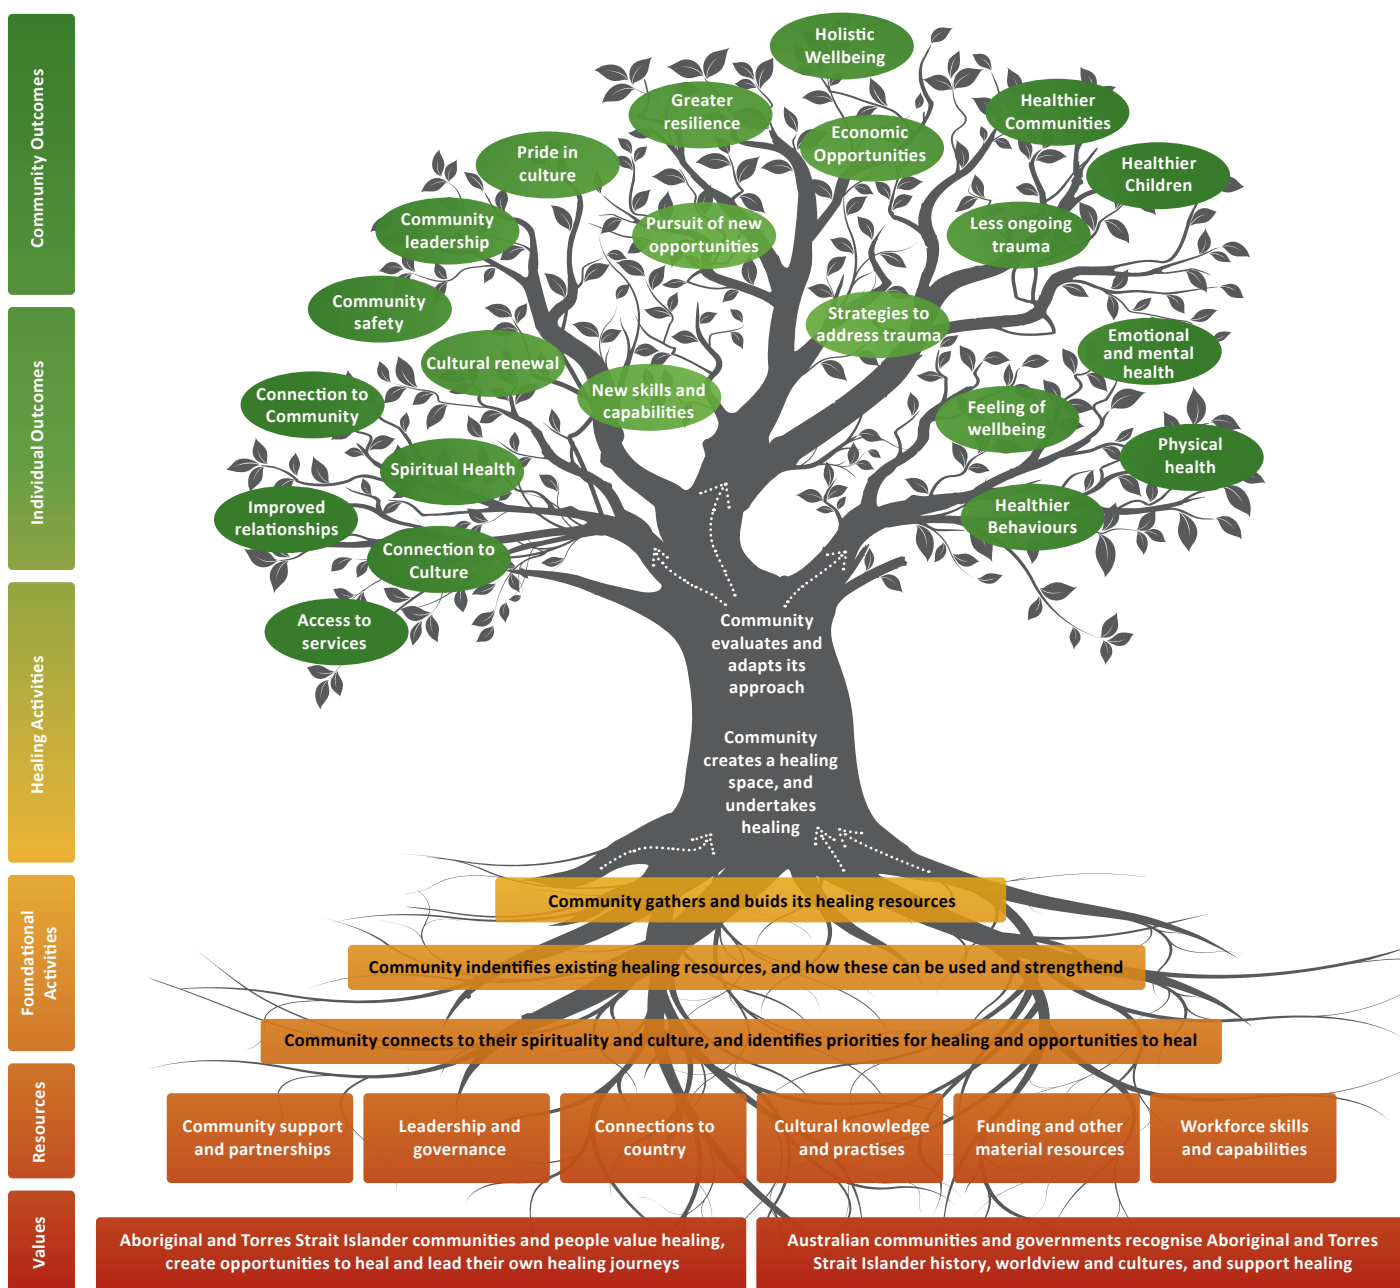 Community Outcomes
Individual Outcomes
Healing Activities
Foundational
Activities
Resources
Values
Holistic
Wellbeing
Greater
resilience
Economic
Opportunities
Healthier
Communities
Healthier
Children
Pride in
culture
Community
leadership
Pursuit of new
opportunities
Less ongoing
trauma
Community
safety
Strategies to
address trauma
Emotional
and mental
health
Cultural renewal
New skills and
capabilities
Connection to
Community
Feeling of
wellbeing
Physical
health
Spiritual Health
Improved
relationships
Healthier
Behaviours
Connection to
Culture
Access to
services
Community
evaluates and
adapts its
approach
Community
creates a healing
space, and
undertakes
healing
Community gathers and buids its healing resources
Community indentifies existing healing resources, and how these can be used and strengthend
Community connects to their spirituality and culture, and identifies priorities for healing and opportunities to heal
Community support
and partnerships
Leadership and
governance
Connections to
country
Cultural knowledge
and practises
Funding and other
material resources
Workforce skills
and capabilities
Aboriginal and Torres Strait Islander communities and people value healing,
create opportunities to heal and lead their own healing journeys
Australian communities and governments recognise Aboriginal and Torres
Strait Islander history, worldview and cultures, and support healing